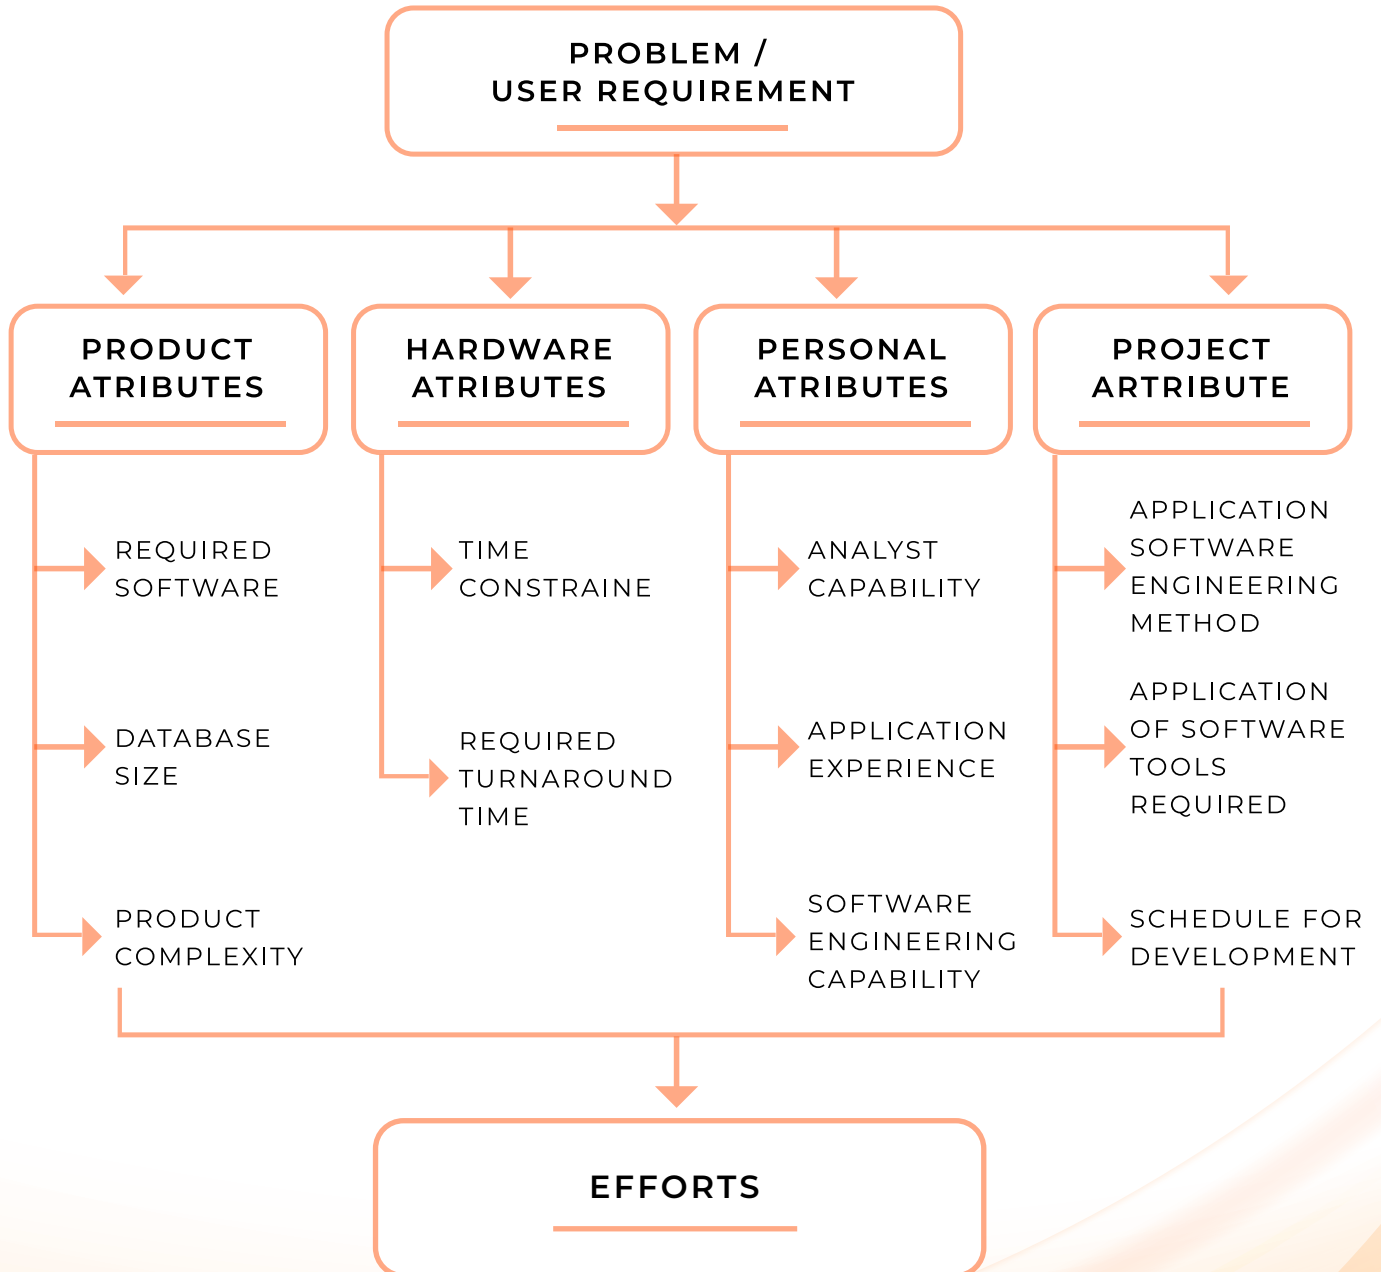 PROBLEM /
USER REQUIREMENT
PRODUCT
ATRIBUTES
HARDWARE
ATRIBUTES
PERSONAL
ATRIBUTES
PROJECT
ARTRIBUTE
REQUIRED
SOFTWARE
DATABASE
SIZE
PRODUCT
COMPLEXITY
TIME
CONSTRAINE
REQUIRED
TURNAROUND
TIME
ANALYST
CAPABILITY
APPLICATION
EXPERIENCE
SOFTWARE
ENGINEERING
CAPABILITY
APPLICATION
SOFTWARE
ENGINEERING
METHOD
APPLICATION
OF SOFTWARE
TOOLS
REQUIRED
SCHEDULE FOR
DEVELOPMENT
EFFORTS